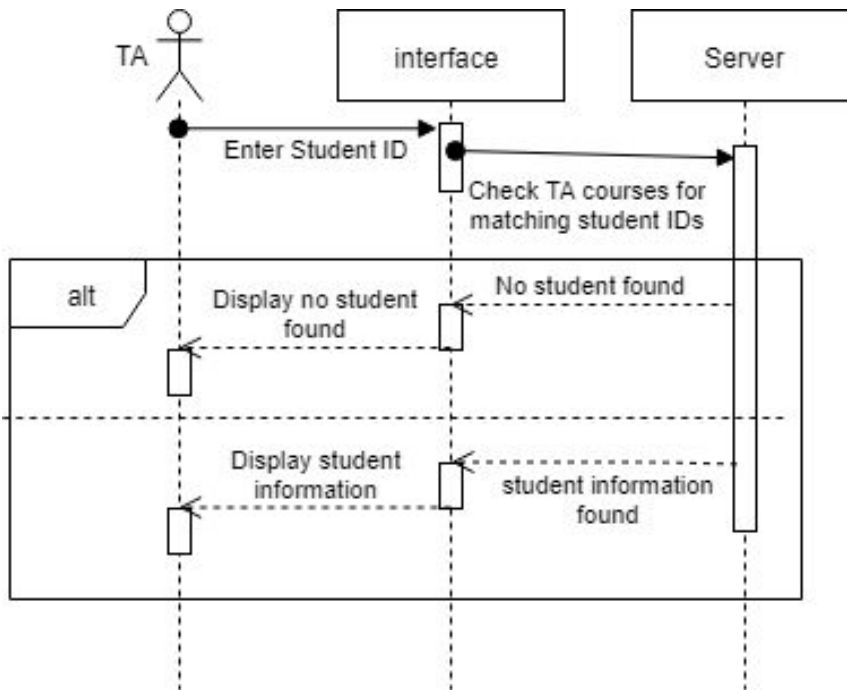 TA
interface
Server
Enter Student ID
Check TA courses for
matching student IDs
alt
No student found
Display no student
found
Display student
information
student information
found